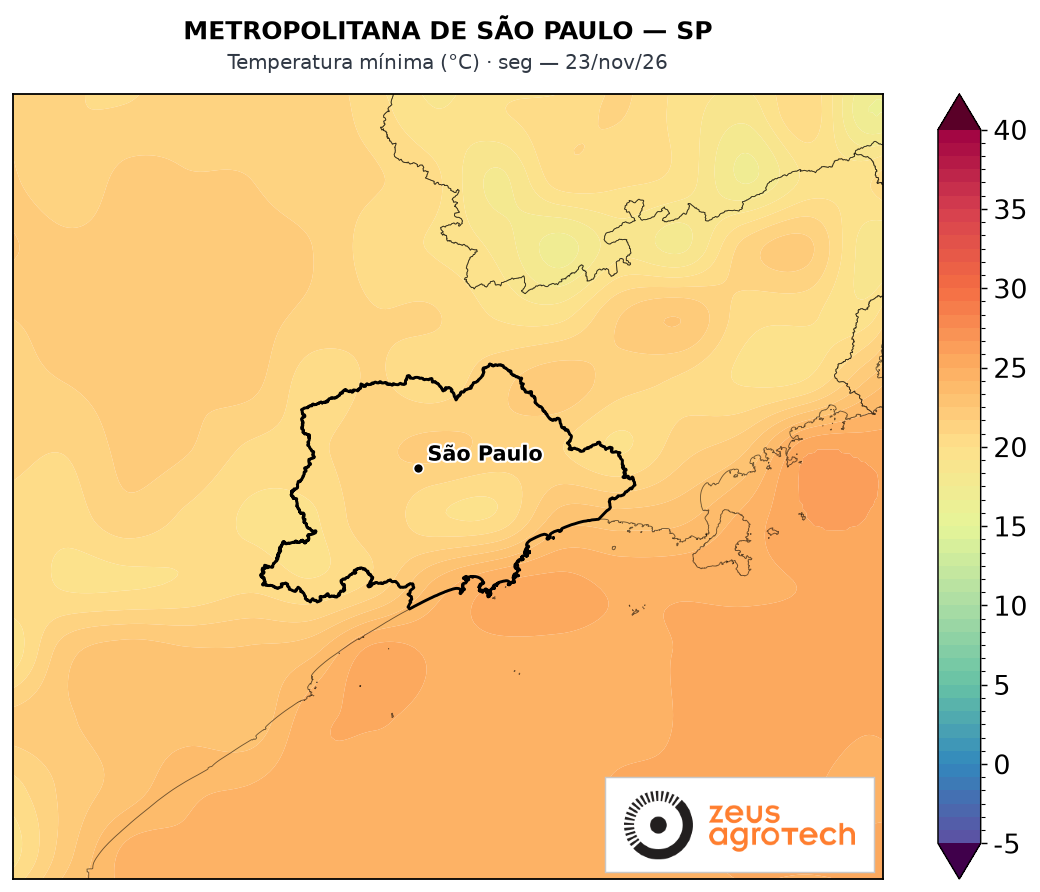 METROPOLITANA DE SÃO PAULO — SP
Temperatura mínima (°C) · seg — 23/nov/26
São Paulo
40
35
30
25
20
15
10
5
0
-5
zeus
agrotech